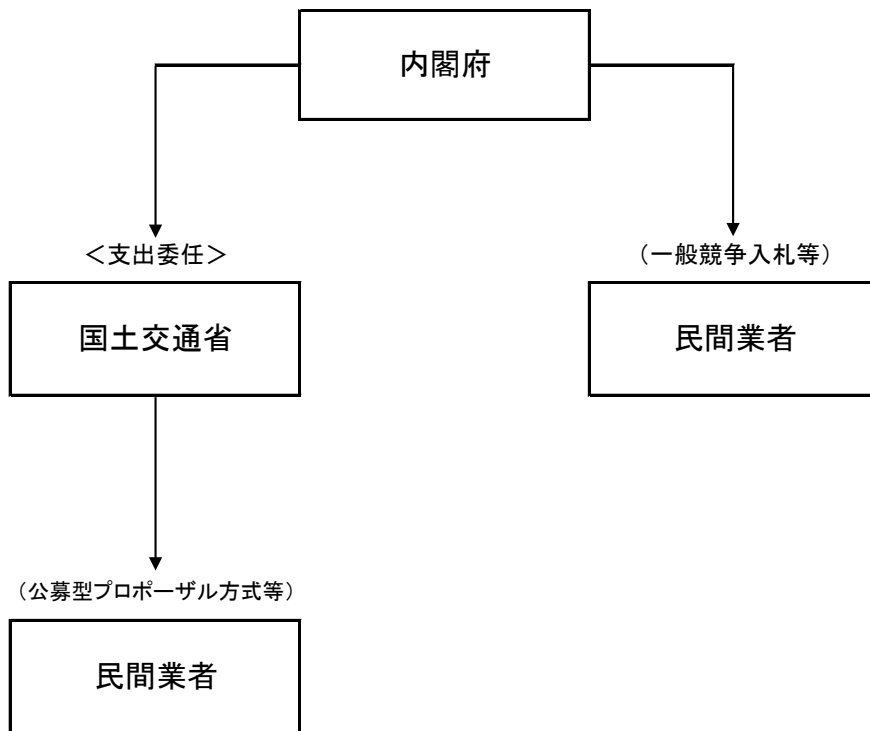 内閣府
＜支出委任＞
（一般競争入札等）
国土交通省
民間業者
（公募型プロポーザル方式等）
民間業者